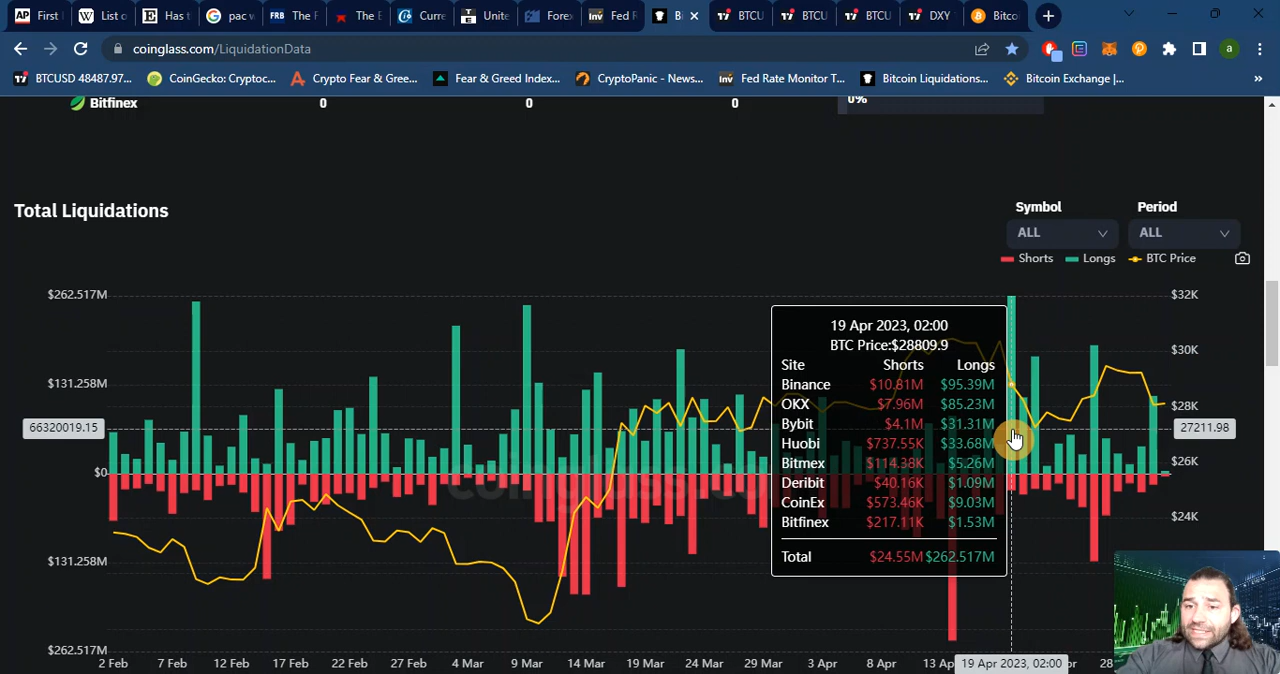 First
List o
Has t
pac w
The F
The E
Curre
Unite
Forex
Fed R
Bi
BTCU
BTCU
BTCU
DXY
Bitco
coinglass.com/LiquidationData
BTCUSD 48487.97...
CoinGecko: Cryptoc...
Crypto Fear & Gree...
Fear & Greed Index...
CryptoPanic - News...
Fed Rate Monitor T...
Bitcoin Liquidations...
Bitcoin Exchange |...
Bitfinex 0 0 0 0%
Total Liquidations
Symbol Period
ALL ALL
Shorts Longs BTC Price
$262.517M
$131.258M
66320019.15
$0
$131.258M
$262.517M
$32K
$30K
$28K
27211.98
$26K
$24K
19 Apr 2023, 02:00
BTC Price:$28809.9
Site Shorts Longs
Binance $10.81M $95.39M
OKX $7.96M $85.23M
Bybit $4.1M $31.31M
Huobi $737.55K $33.68M
Bitmex $114.38K $5.26M
Deribit $40.16K $1.09M
CoinEx $573.46K $9.03M
Bitfinex $217.11K $1.53M
Total $24.55M $262.517M
2 Feb 7 Feb 12 Feb 17 Feb 22 Feb 27 Feb 4 Mar 9 Mar 14 Mar 19 Mar 24 Mar 29 Mar 3 Apr 8 Apr 13 Ap 19 Apr 2023, 02:00 28